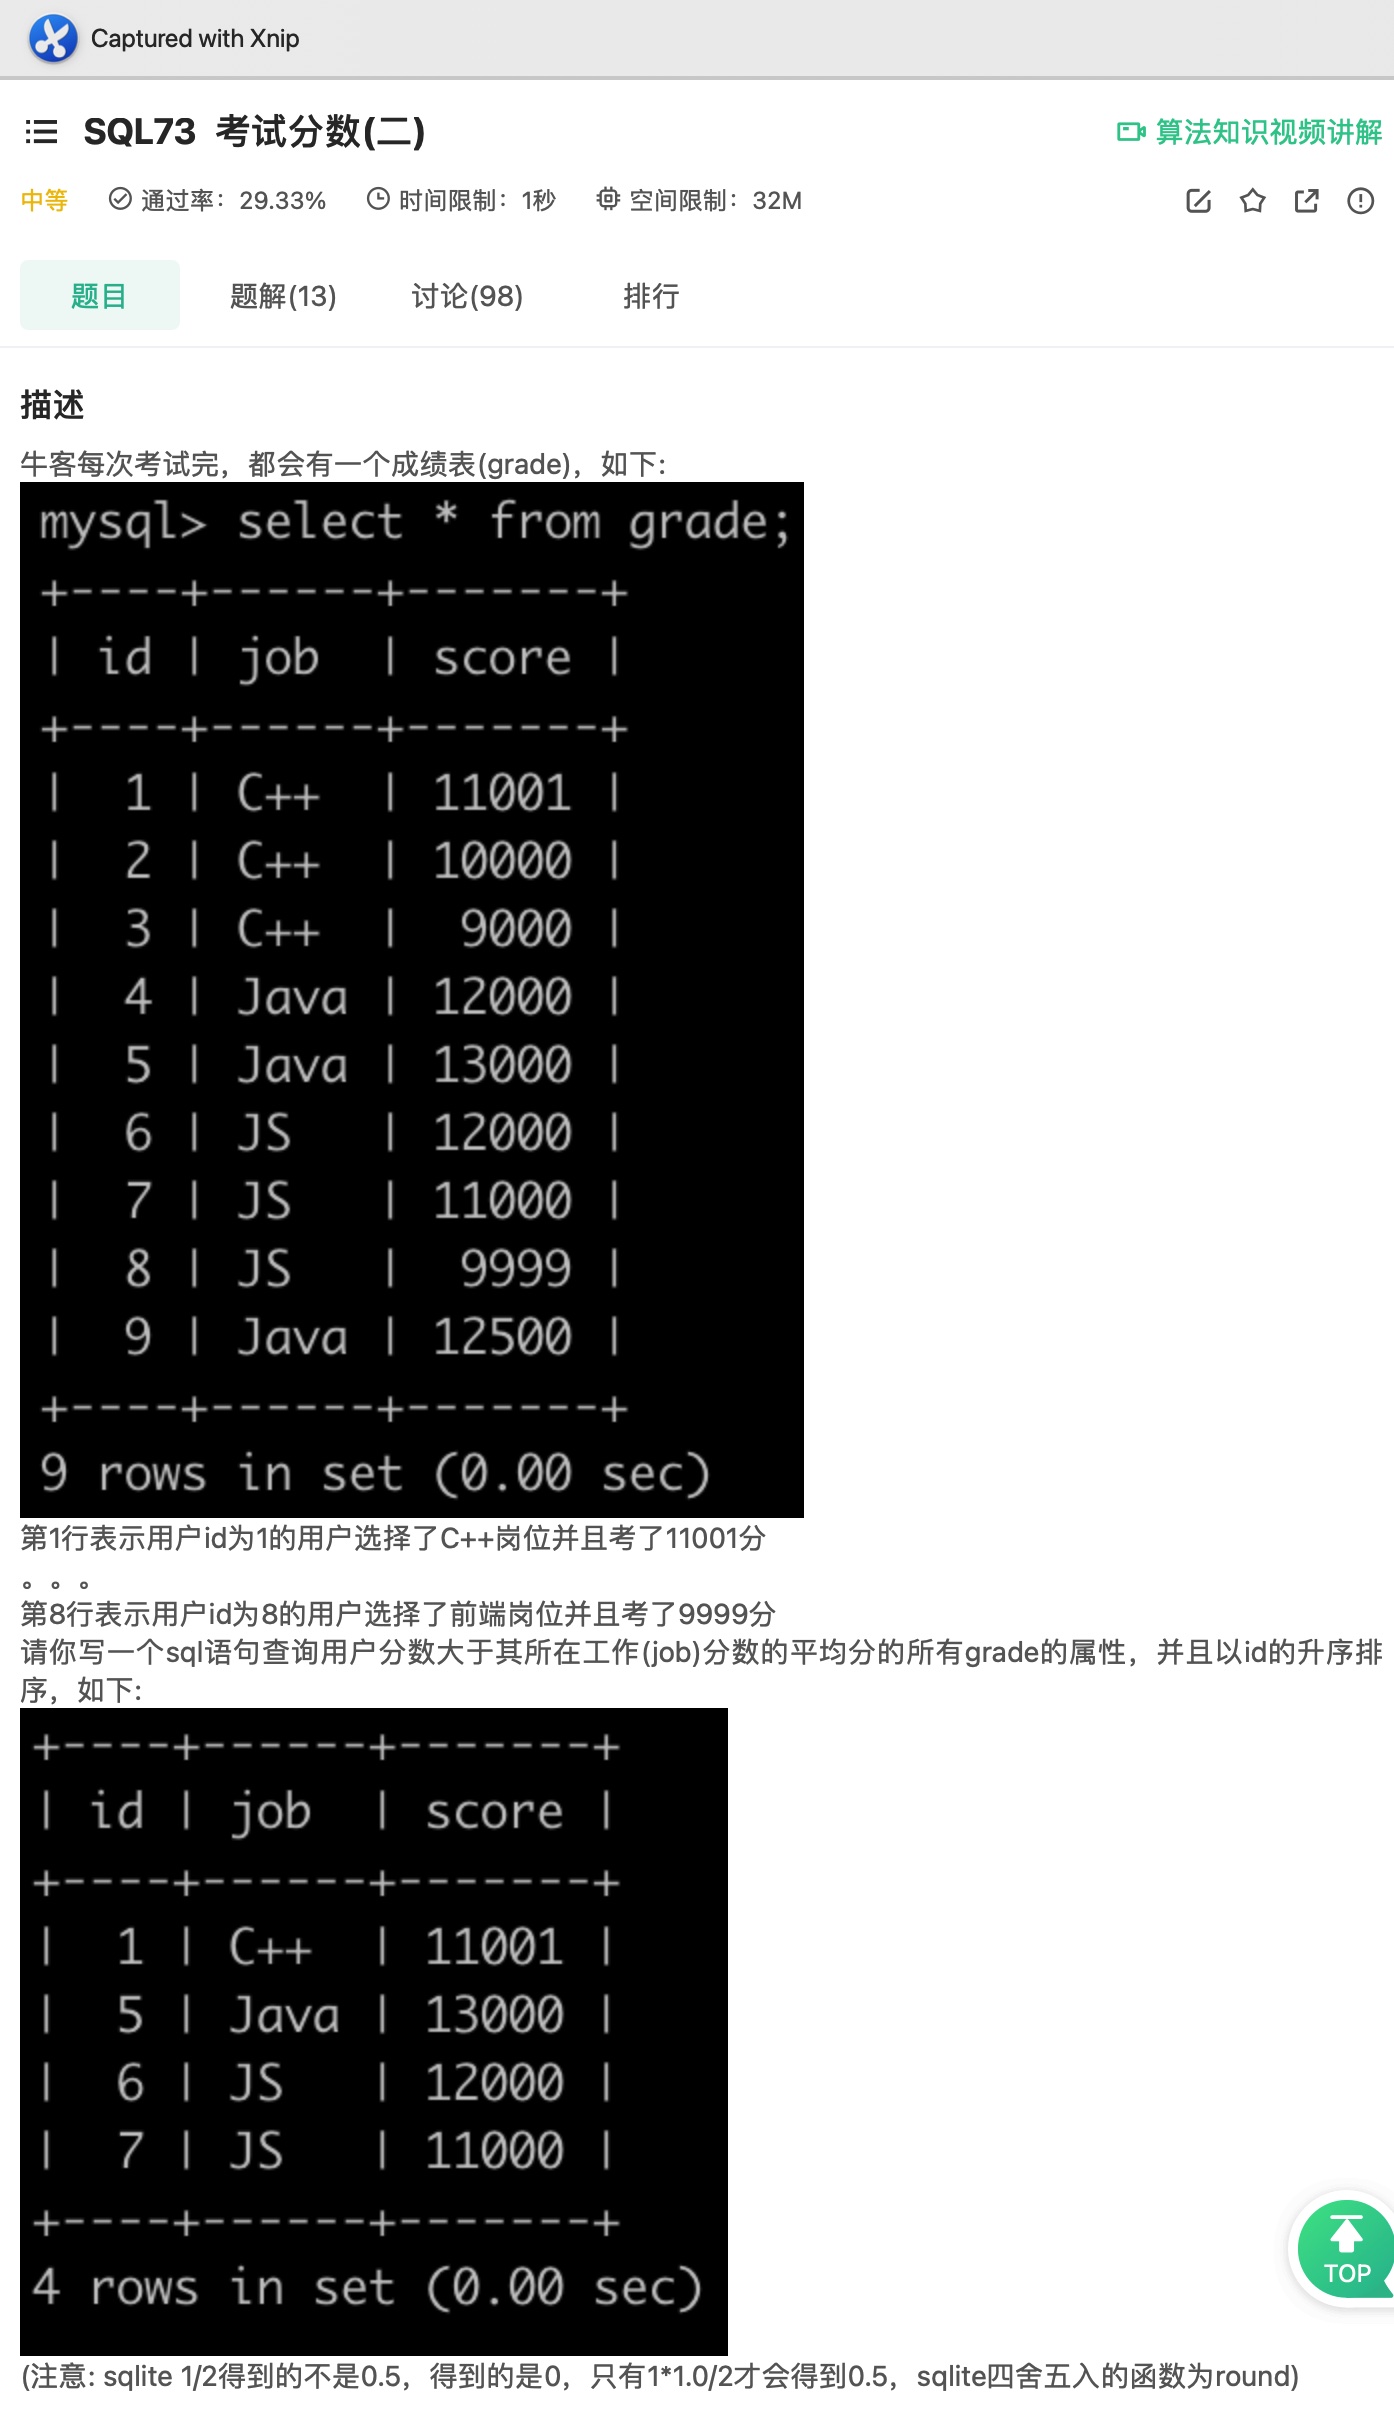 Captured with Xnip
SQL73 考试分数(二)
算法知识视频讲解
中等 通过率：29.33% 时间限制：1秒 空间限制：32M
题目 题解(13) 讨论(98) 排行
描述
牛客每次考试完，都会有一个成绩表(grade)，如下:
mysql> select * from grade;
+----+------+-------+
| id | job  | score |
+----+------+-------+
|  1 | C++  | 11001 |
|  2 | C++  | 10000 |
|  3 | C++  |  9000 |
|  4 | Java | 12000 |
|  5 | Java | 13000 |
|  6 | JS   | 12000 |
|  7 | JS   | 11000 |
|  8 | JS   |  9999 |
|  9 | Java | 12500 |
+----+------+-------+
9 rows in set (0.00 sec)
第1行表示用户id为1的用户选择了C++岗位并且考了11001分
。。。
第8行表示用户id为8的用户选择了前端岗位并且考了9999分
请你写一个sql语句查询用户分数大于其所在工作(job)分数的平均分的所有grade的属性，并且以id的升序排
序，如下:
+----+------+-------+
| id | job  | score |
+----+------+-------+
|  1 | C++  | 11001 |
|  5 | Java | 13000 |
|  6 | JS   | 12000 |
|  7 | JS   | 11000 |
+----+------+-------+
4 rows in set (0.00 sec)
TOP
(注意: sqlite 1/2得到的不是0.5，得到的是0，只有1*1.0/2才会得到0.5，sqlite四舍五入的函数为round)